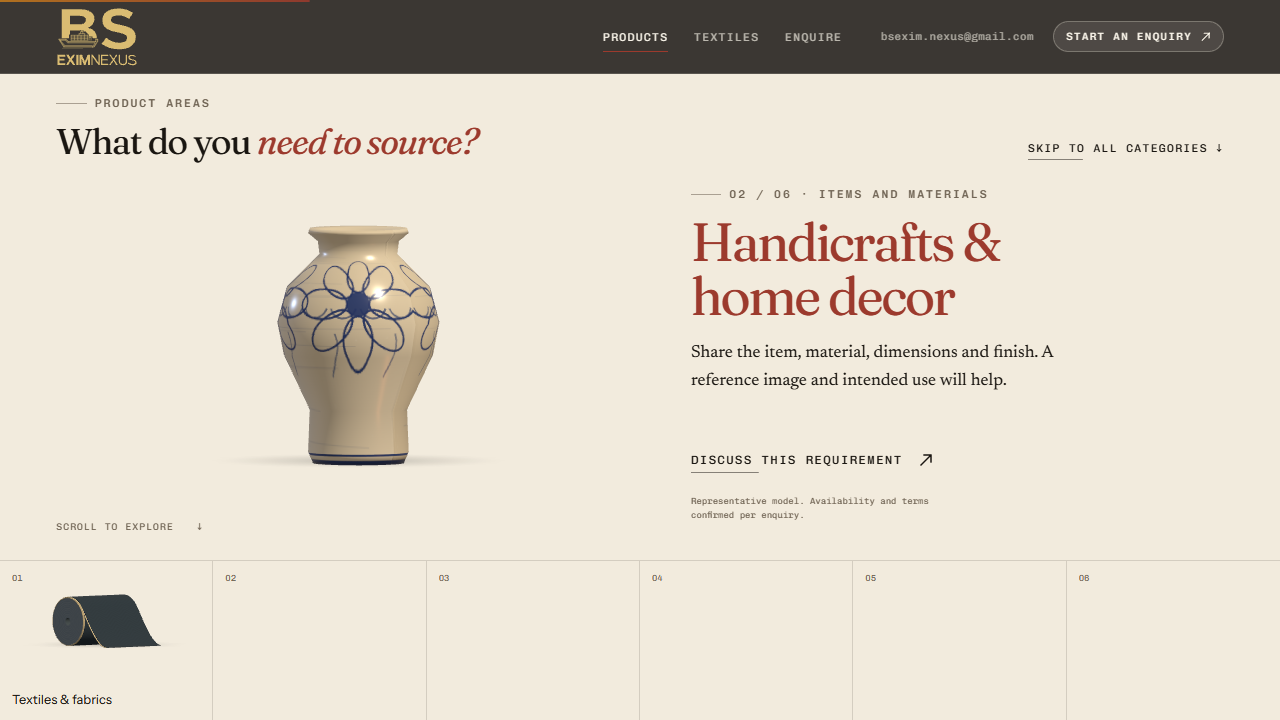 BS
EXIMNEXUS
PRODUCTS
TEXTILES
ENQUIRE
bsexim.nexus@gmail.com
START AN ENQUIRY ↗
PRODUCT AREAS
What do you need to source?
SKIP TO ALL CATEGORIES ↓
02 / 06 · ITEMS AND MATERIALS
Handicrafts &
home decor
Share the item, material, dimensions and finish. A
reference image and intended use will help.
DISCUSS THIS REQUIREMENT ↗
Representative model. Availability and terms
confirmed per enquiry.
SCROLL TO EXPLORE ↓
01
02
03
04
05
06
Textiles & fabrics